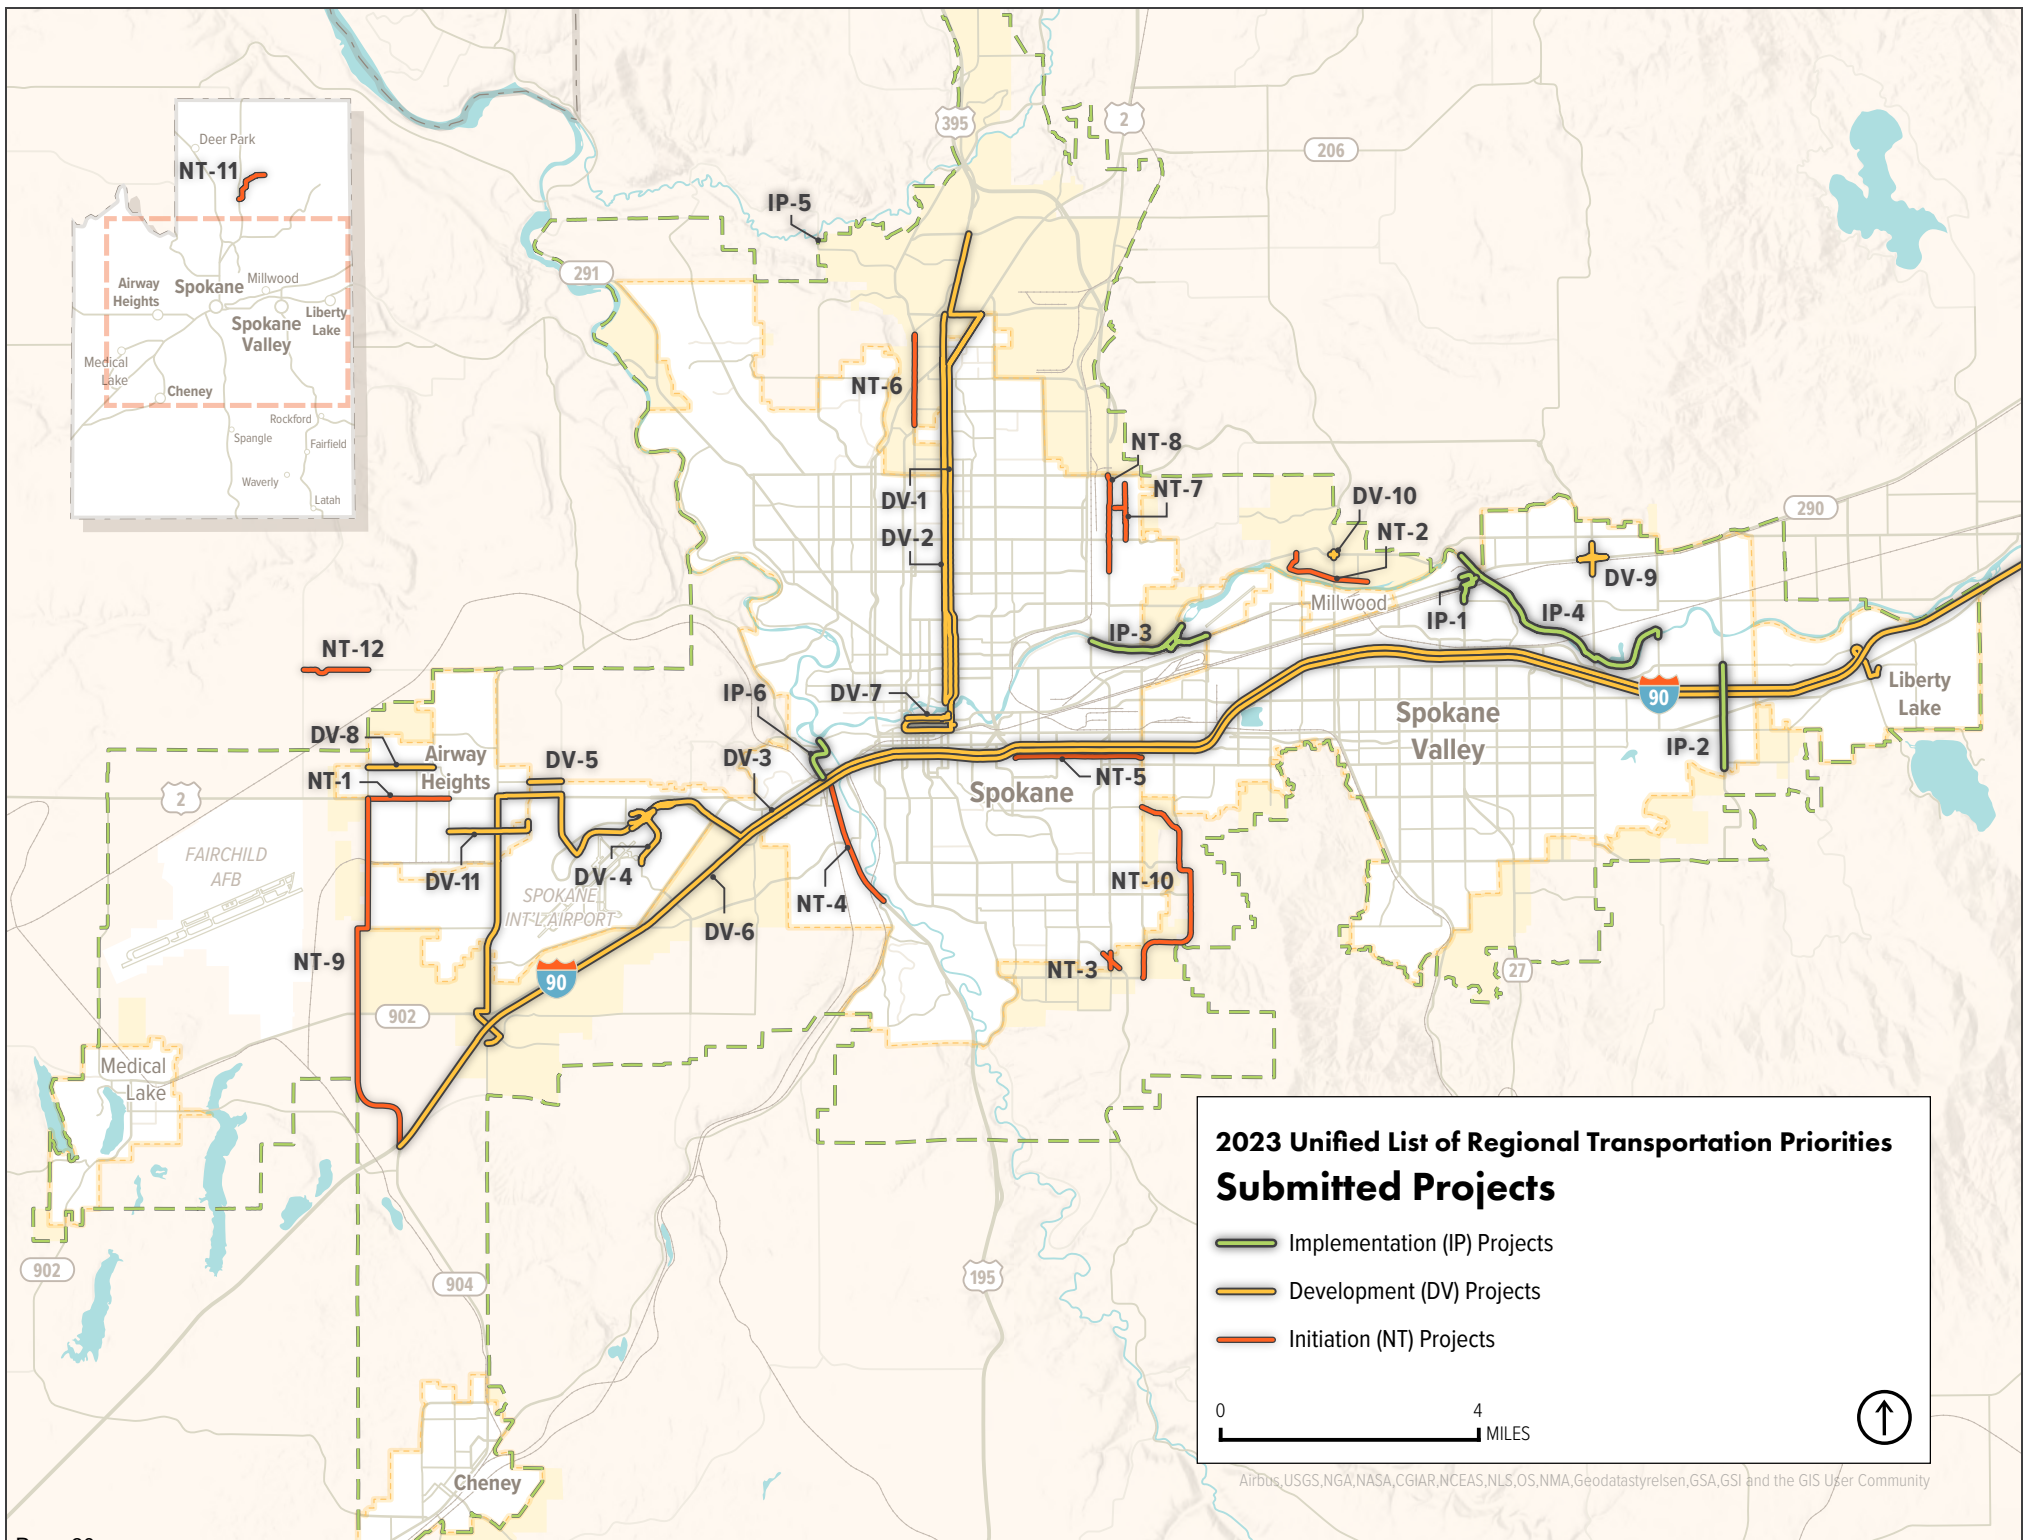 395
2
206
Deer Park
NT-11
IP-5
291
Airway
Heights
Spokane
Millwood
Liberty
Lake
Spokane
Valley
Medical
Lake
Cheney
Rockford
Spangle
Fairfield
Waverly
Latah
NT-6
NT-8
NT-7
DV-1
DV-2
DV-10
NT-2
290
DV-9
Millwood
IP-1
IP-4
IP-3
NT-12
IP-6
DV-7
90
Liberty
Lake
Spokane
Valley
IP-2
DV-8
Airway
Heights
DV-5
DV-3
NT-1
NT-5
Spokane
2
FAIRCHILD
AFB
DV-11
DV-4
SPOKANE
INT'L AIRPORT
NT-4
NT-10
DV-6
NT-9
90
NT-3
27
902
Medical
Lake
902
904
195
Cheney
2023 Unified List of Regional Transportation Priorities
Submitted Projects
Implementation (IP) Projects
Development (DV) Projects
Initiation (NT) Projects
0 4
MILES
Airbus,USGS,NGA,NASA,CGIAR,NCEAS,NLS,OS,NMA,Geodatastyrelsen,GSA,GSI and the GIS User Community